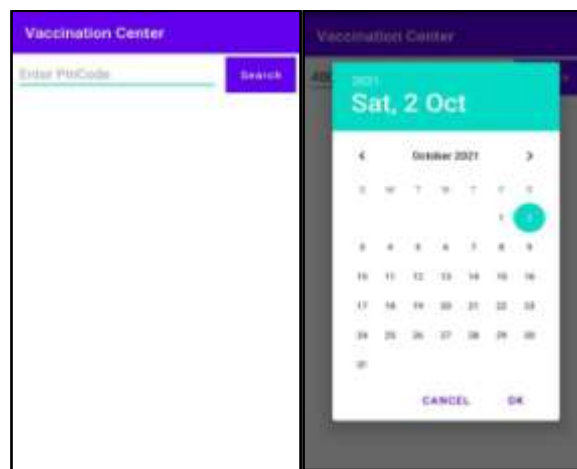 Vaccination Center
Enter PinCode
Search
Vaccination Center
2021
Sat, 2 Oct
October 2021
S M T W T F S
1 2
3 4 5 6 7 8 9
10 11 12 13 14 15 16
17 18 19 20 21 22 23
24 25 26 27 28 29 30
31
CANCEL OK